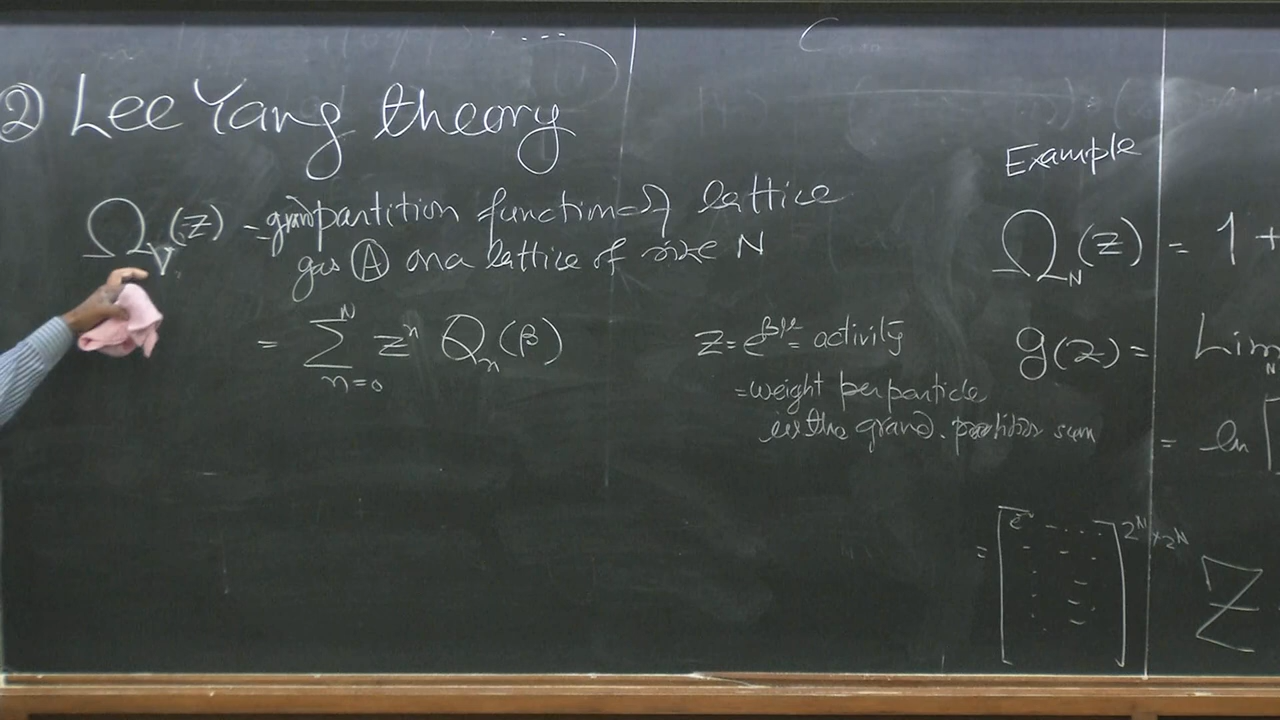 ② Lee Yang theory
Ω_V(z) = grand partition function of lattice
gas Ⓐ on a lattice of size N
= Σ_{n=0}^{N} z^n Q_n(β)
z = e^{βμ} = activity
= weight per particle
in the grand. partition sum
Example
Ω_N(z) = 1 +
g(z) = Lim_N
= ln [
= [ e ] 2^N × 2^N
Z